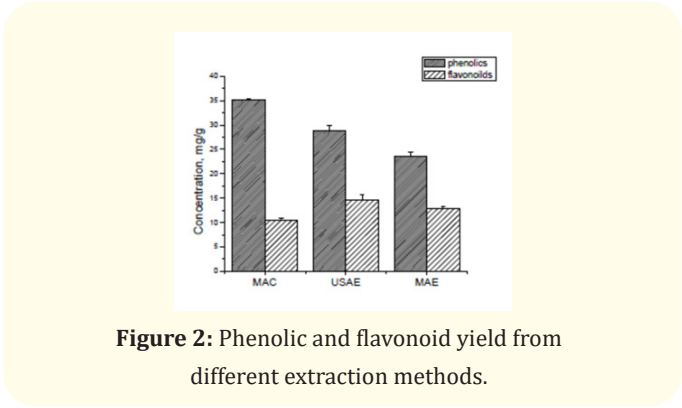 phenolics
flavonoilds
40
35
30
25
20
15
10
5
0
Concentration, mg/g
MAC USAE MAE
Figure 2: Phenolic and flavonoid yield from
different extraction methods.